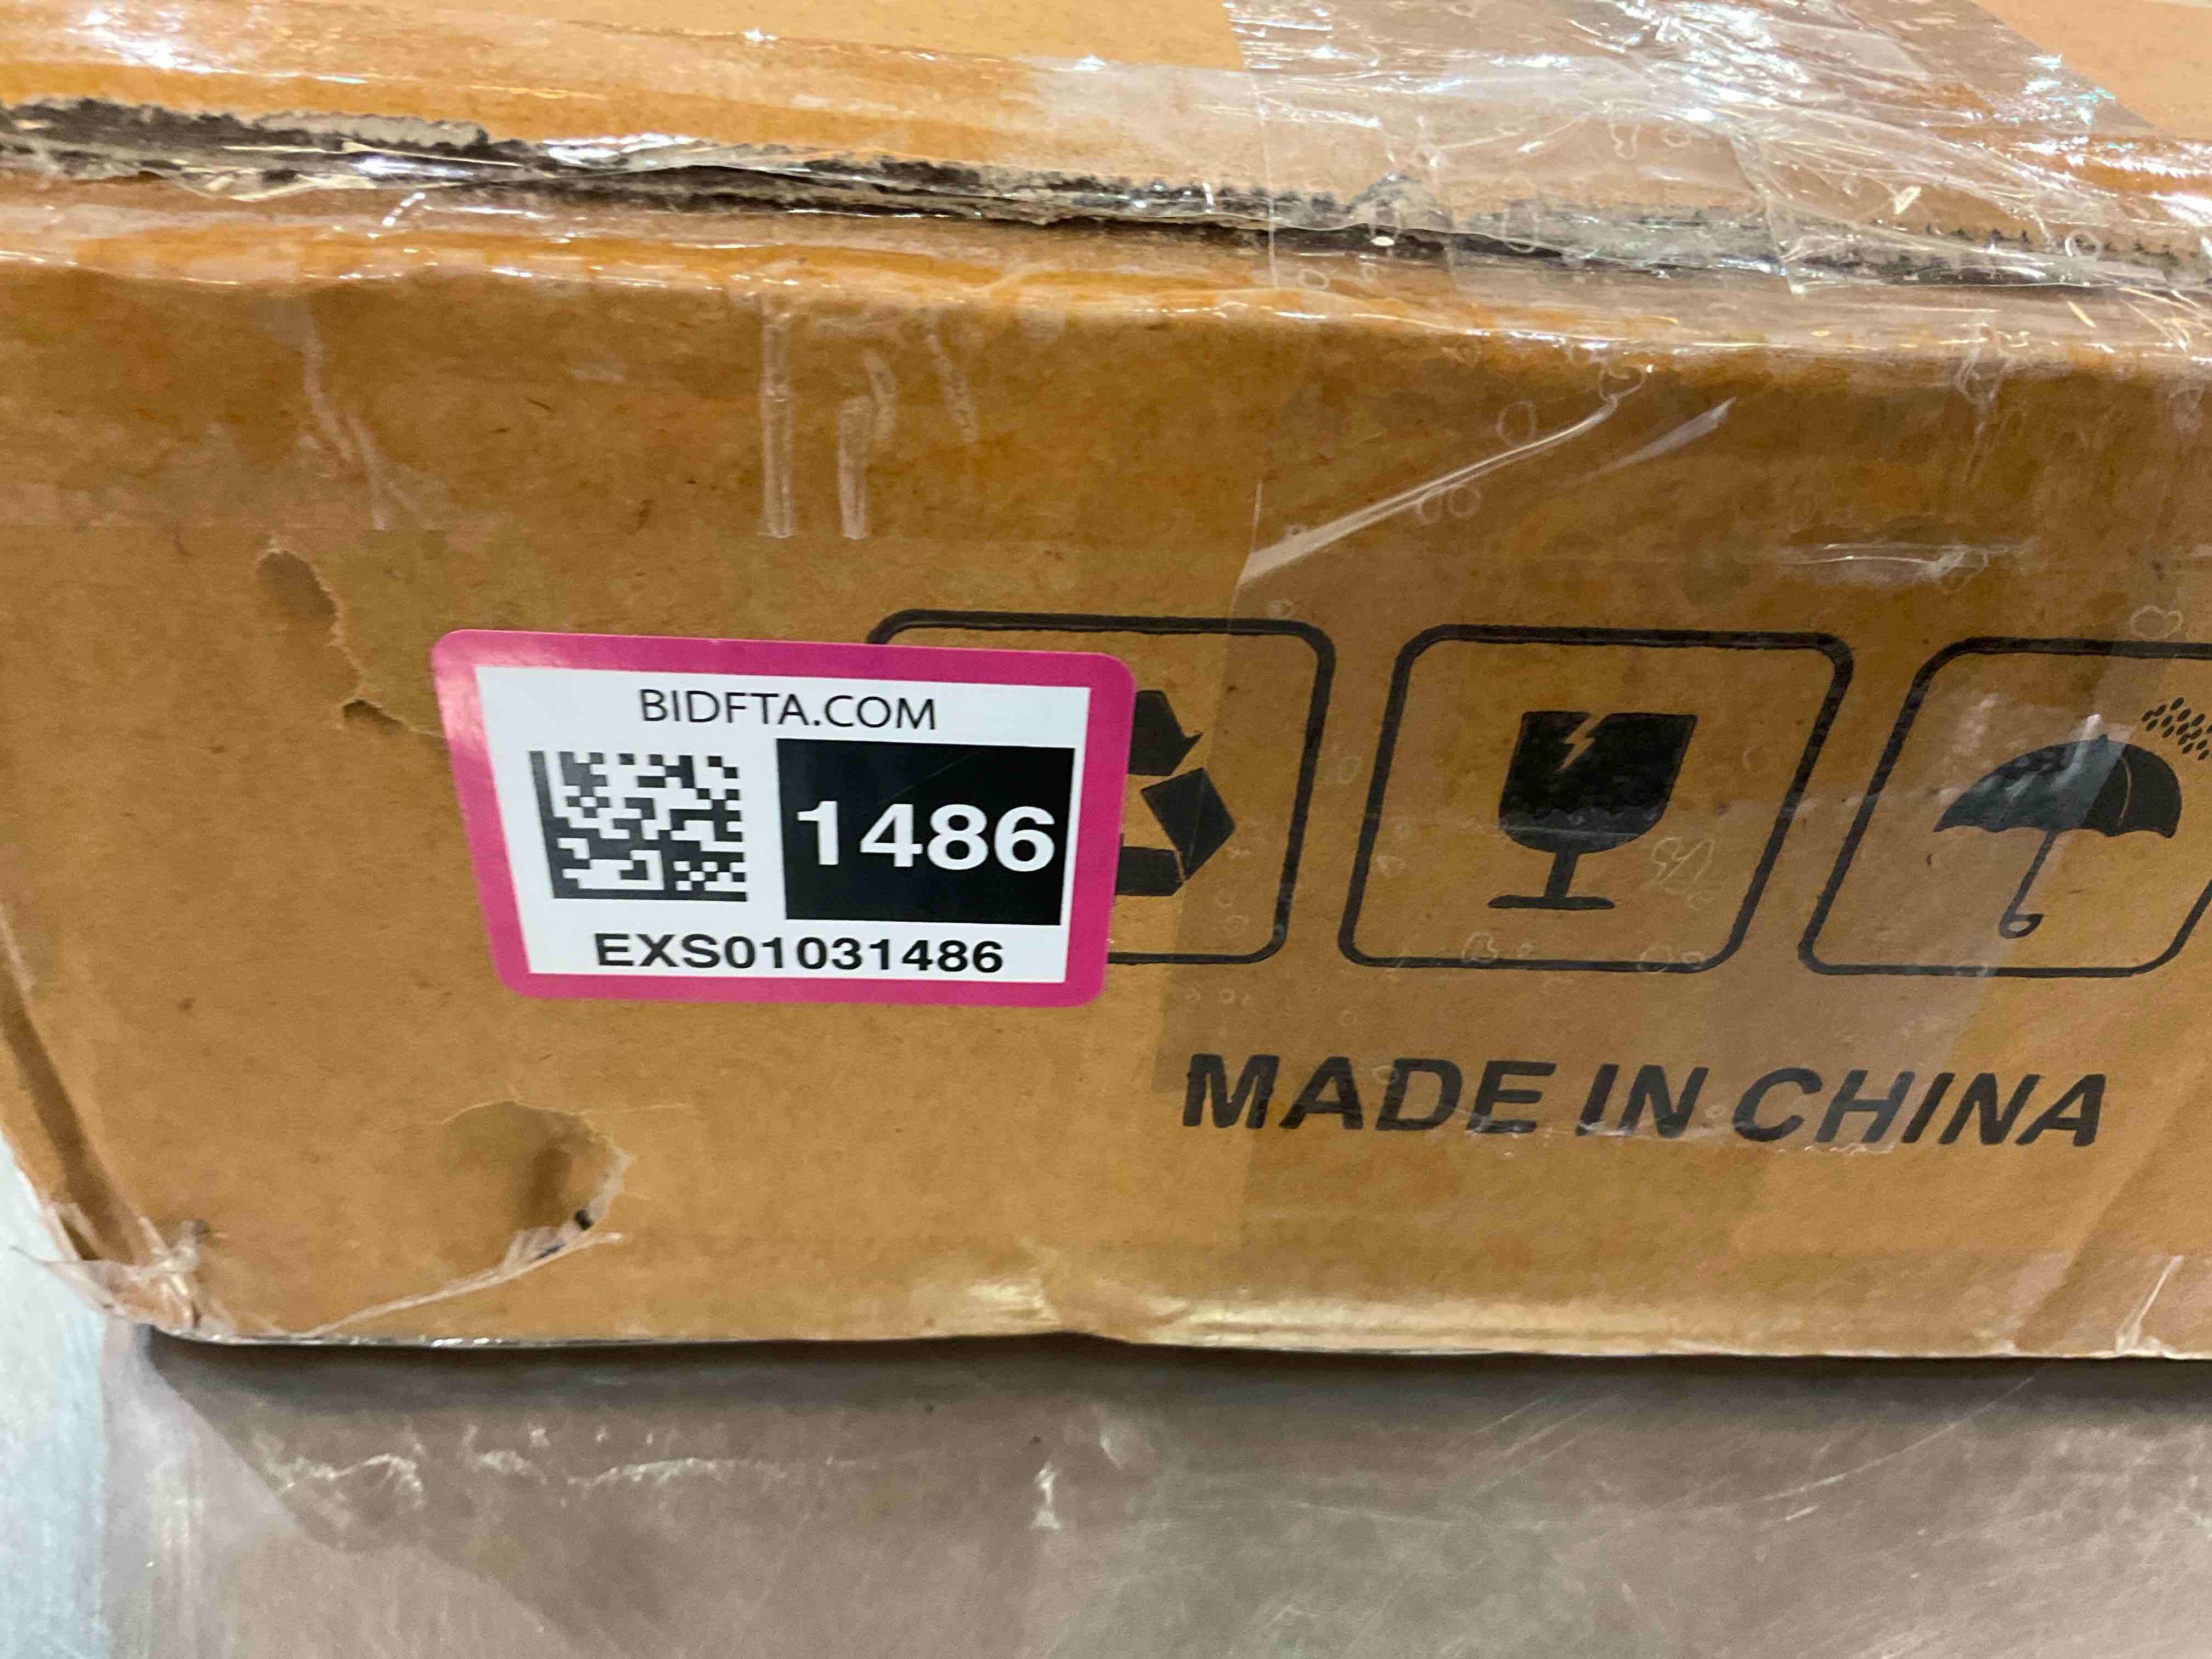 BIDFTA.COM
1486
EXS01031486
MADE IN CHINA